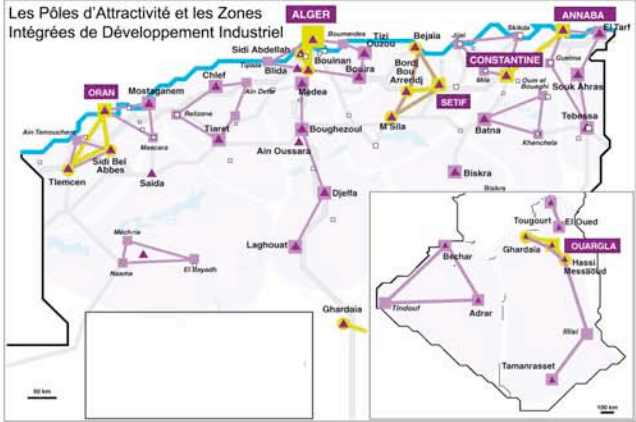 Les Pôles d'Attractivité et les Zones
Intégrées de Développement Industriel
ALGER
ANNABA
Boumerdes
Tizi
Ouzou
Bejaia
Jijel
Skikda
El Tarf
Sidi Abdellah
Tipaza
Blida
Bouinan
Bouira
Bordj
Bou
Arreridj
CONSTANTINE
Guelma
Mila
Oum el
Bouaghi
Souk Ahras
ORAN
Mostaganem
Chlef
Ain Defla
Medea
SETIF
M'Sila
Relizane
Tiaret
Boughezoul
Batna
Tebessa
Khenchela
Ain Temouchent
Mascara
Sidi Bel
Abbes
Tlemcen
Saida
Ain Oussara
Biskra
Biskra
Djelfa
Laghouat
Méchria
Naama
El Bayadh
Ghardaia
Tougourt
El Oued
Ghardaia
OUARGLA
Hassi
Messaoud
Bechar
Tindouf
Adrar
Illizi
Tamanrasset
50 km
100 km